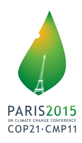 PARIS2015
UN CLIMATE CHANGE CONFERENCE
COP21·CMP11